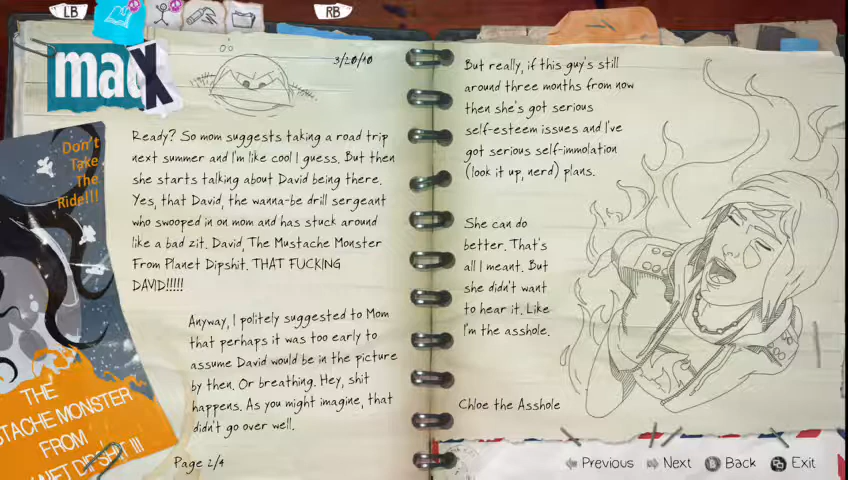 LB
RB
maX
3/20/10
Don't
Take
The
Ride!!!
Ready? So mom suggests taking a road trip
next summer and I'm like cool I guess. But then
she starts talking about David being there.
Yes, that David, the wanna-be drill sergeant
who swooped in on mom and has stuck around
like a bad zit. David, The Mustache Monster
From Planet Dipshit. THAT FUCKING
DAVID!!!!!
Anyway, I politely suggested to Mom
that perhaps it was too early to
assume David would be in the picture
by then. Or breathing. Hey, shit
happens. As you might imagine, that
didn't go over well.
THE
STACHE MONSTER
FROM
NET DIPSHIT !!!
Page 2/4
But really, if this guy's still
around three months from now
then she's got serious
self-esteem issues and I've
got serious self-immolation
(look it up, nerd) plans.
She can do
better. That's
all I meant. But
she didn't want
to hear it. Like
I'm the asshole.
Chloe the Asshole
Previous
Next
B Back
Exit